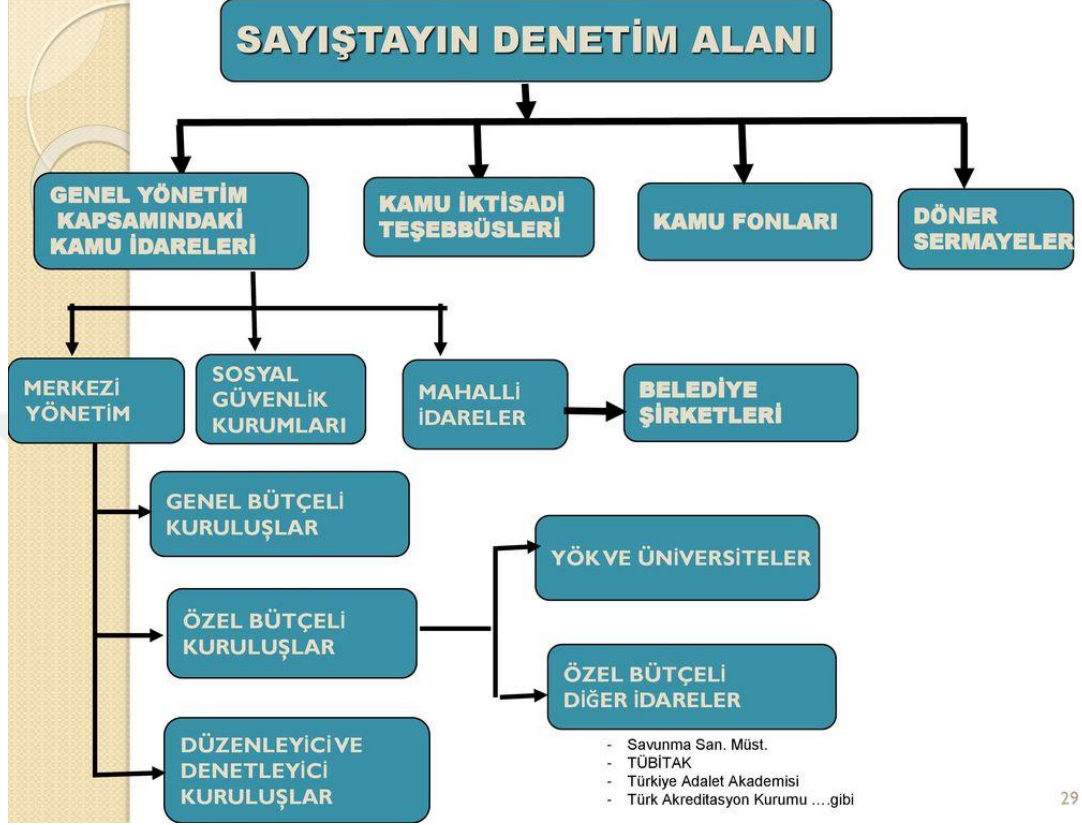 SAYIŞTAYIN DENETİM ALANI
GENEL YÖNETİM
KAPSAMINDAKİ
KAMU İDARELERİ
KAMU İKTİSADİ
TEŞEBBÜSLERİ
KAMU FONLARI
DÖNER
SERMAYELER
MERKEZİ
YÖNETİM
SOSYAL
GÜVENLİK
KURUMLARI
MAHALLİ
İDARELER
BELEDİYE
ŞİRKETLERİ
GENEL BÜTÇELİ
KURULUŞLAR
ÖZEL BÜTÇELİ
KURULUŞLAR
YÖK VE ÜNİVERSİTELER
ÖZEL BÜTÇELİ
DİĞER İDARELER
DÜZENLEYİCİ VE
DENETLEYİCİ
KURULUŞLAR
- Savunma San. Müst.
- TÜBİTAK
- Türkiye Adalet Akademisi
- Türk Akreditasyon Kurumu ....gibi
29